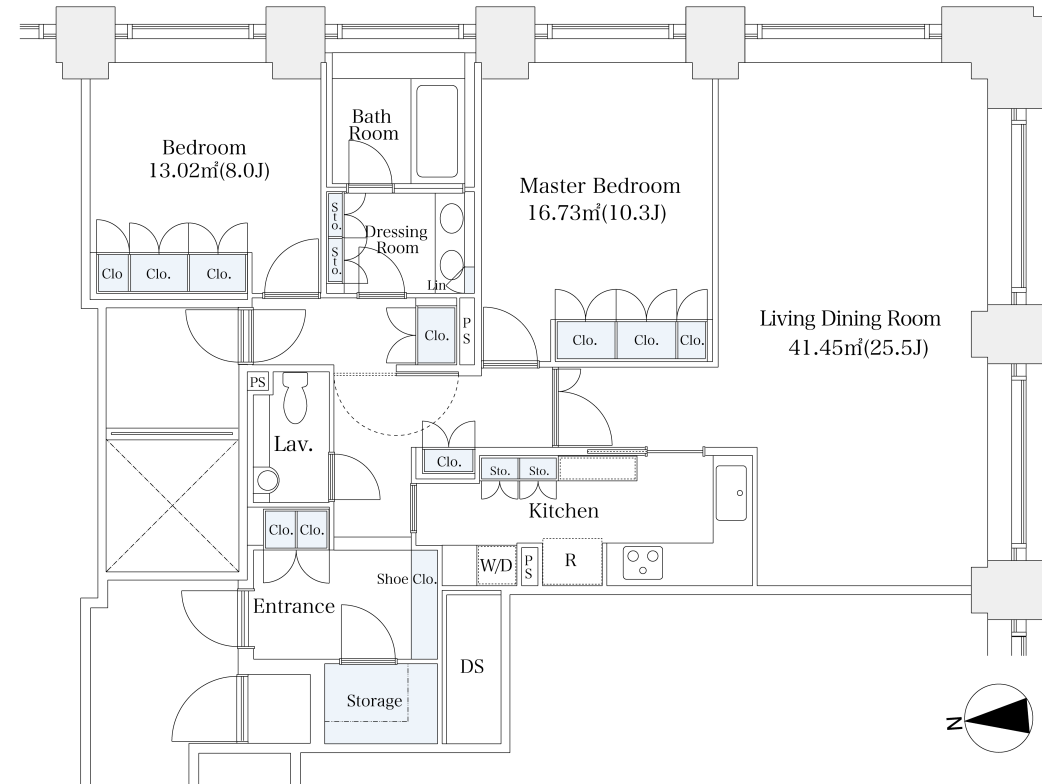 Bath
Room
Bedroom
13.02㎡(8.0J)
Master Bedroom
16.73㎡(10.3J)
Sto.
Sto.
Dressing
Room
Lin
Clo
Clo.
Clo.
Clo.
PS
Clo.
Clo.
Clo.
Living Dining Room
41.45㎡(25.5J)
PS
Lav.
Clo.
Sto.
Sto.
Kitchen
Clo.
Clo.
W/D
PS
R
Shoe Clo.
Entrance
DS
Storage
N